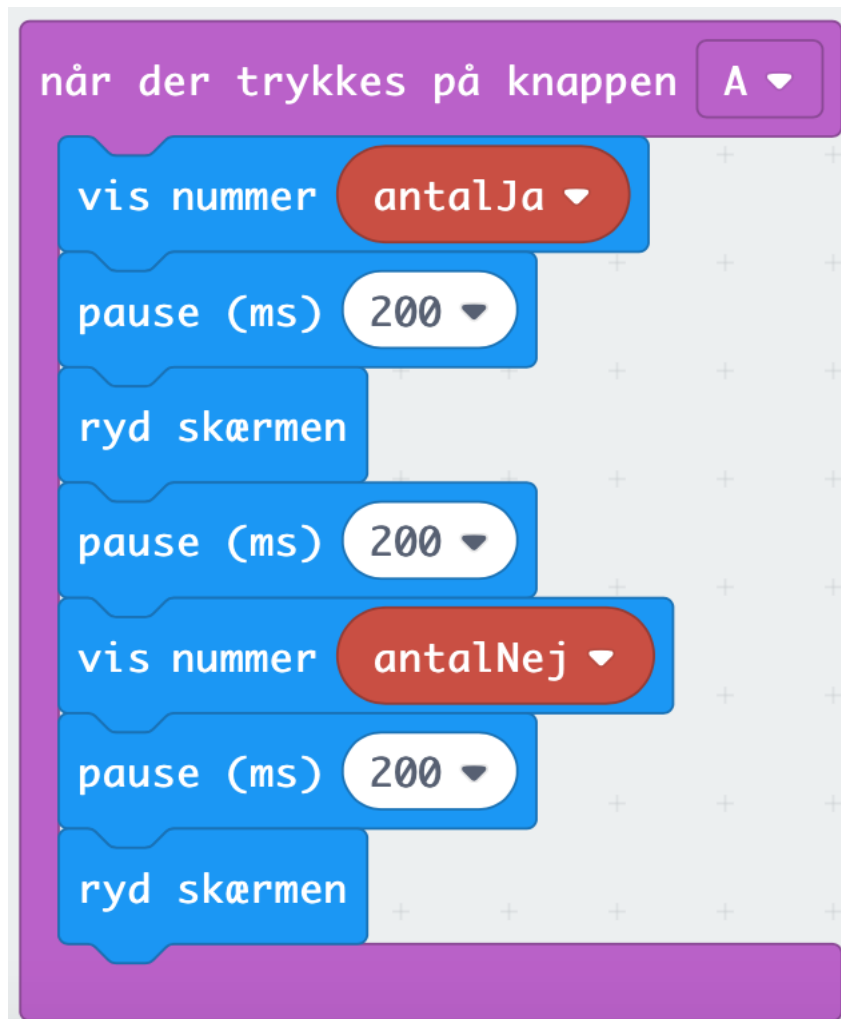 når der trykkes på knappen A
vis nummer antalJa
pause (ms) 200
ryd skærmen
pause (ms) 200
vis nummer antalNej
pause (ms) 200
ryd skærmen